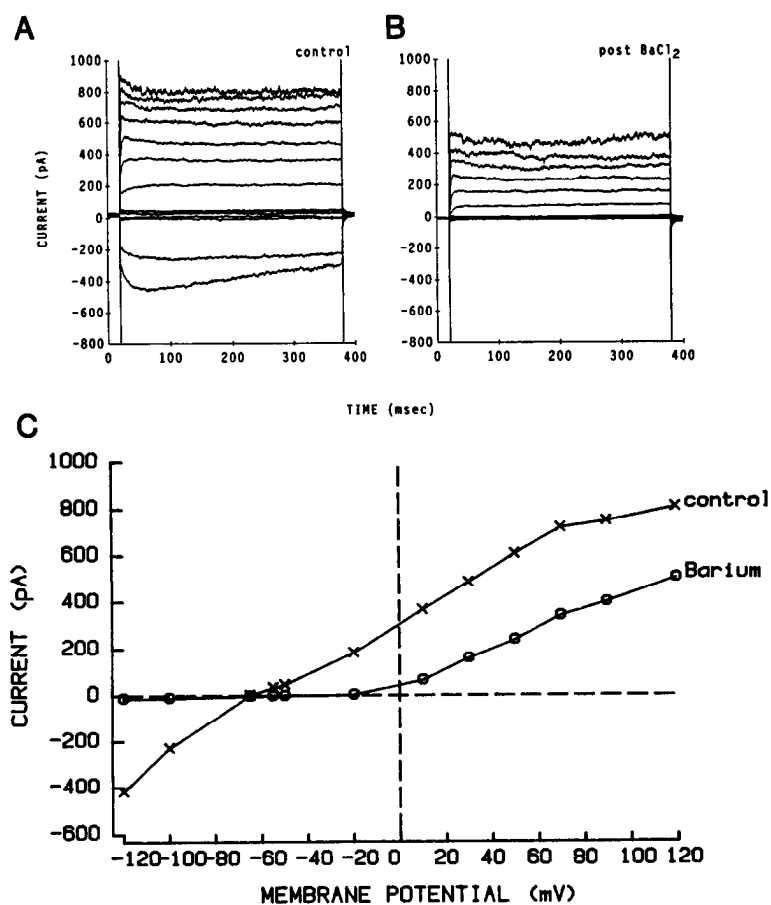 A
control
1000
800
600
400
200
0
-200
-400
-600
-800
CURRENT (pA)
0 100 200 300 400
B
post BaCl2
1000
800
600
400
200
0
-200
-400
-600
-800
0 100 200 300 400
TIME (msec)
C
1000
800
600
400
200
0
-200
-400
-600
CURRENT (pA)
control
Barium
-120 -100 -80 -60 -40 -20 0 20 40 60 80 100 120
MEMBRANE POTENTIAL (mV)